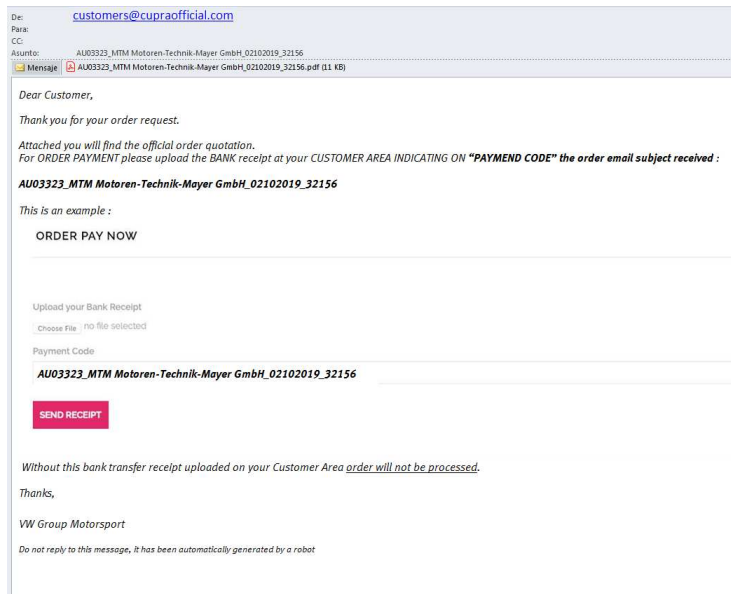 De: customers@cupraofficial.com
Para:
CC:
Asunto: AU03323_MTM Motoren-Technik-Mayer GmbH_02102019_32156
Mensaje AU03323_MTM Motoren-Technik-Mayer GmbH_02102019_32156.pdf (11 KB)
Dear Customer,
Thank you for your order request.
Attached you will find the official order quotation.
For ORDER PAYMENT please upload the BANK receipt at your CUSTOMER AREA INDICATING ON “PAYMEND CODE” the order email subject received :
AU03323_MTM Motoren-Technik-Mayer GmbH_02102019_32156
This is an example :
ORDER PAY NOW
Upload your Bank Receipt
Choose File no file selected
Payment Code
AU03323_MTM Motoren-Technik-Mayer GmbH_02102019_32156
SEND RECEIPT
Without this bank transfer receipt uploaded on your Customer Area order will not be processed.
Thanks,
VW Group Motorsport
Do not reply to this message, it has been automatically generated by a robot